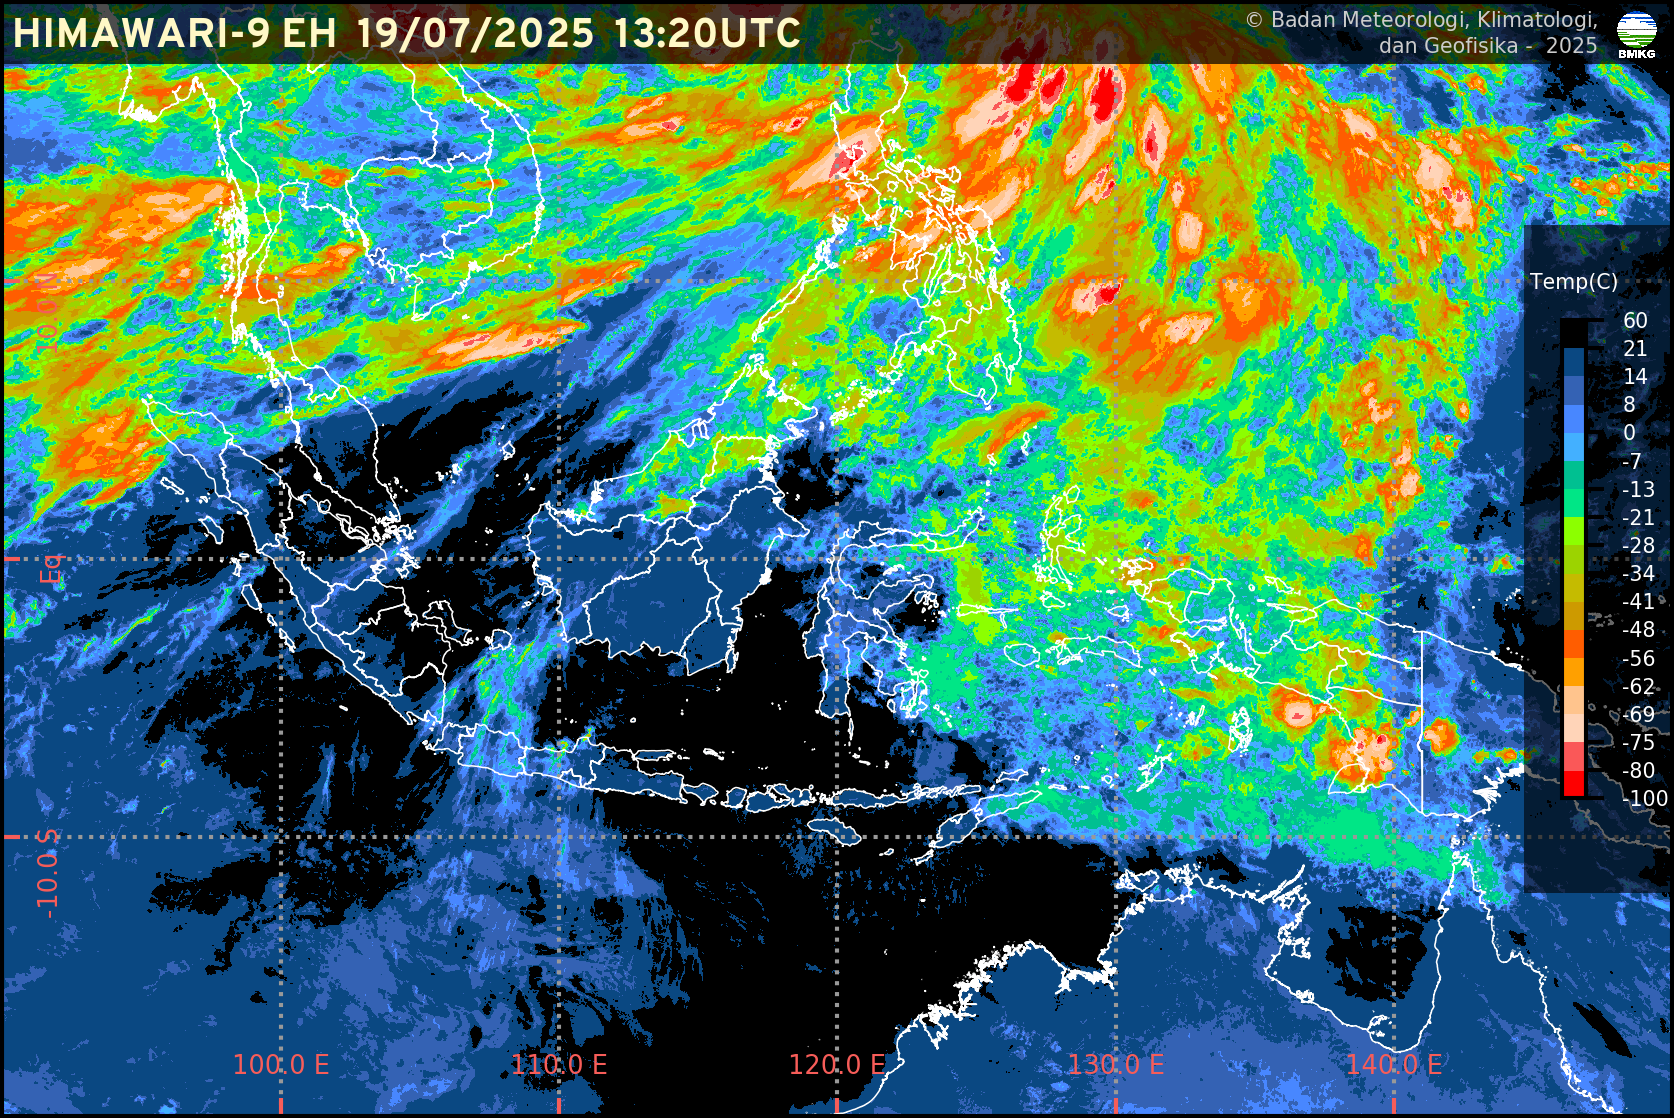 HIMAWARI-9 EH 19/07/2025 13:20UTC
© Badan Meteorologi, Klimatologi,
dan Geofisika - 2025
BMKG
Temp(C)
60
21
14
8
0
-7
-13
-21
-28
-34
-41
-48
-56
-62
-69
-75
-80
-100
10.0 N
Eq
-10.0 S
100.0 E
110.0 E
120.0 E
130.0 E
140.0 E